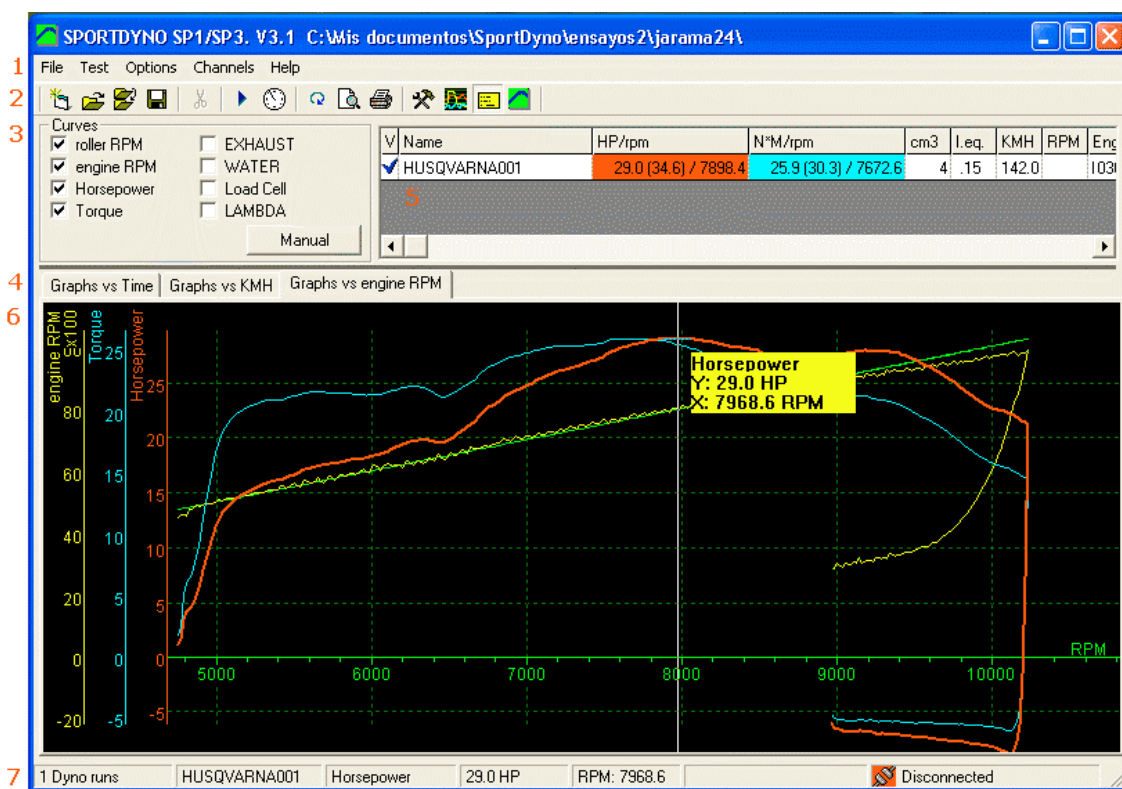 SPORTDYNO SP1/SP3. V3.1 C:\Mis documentos\SportDyno\ensayos2\jarama24\
1 File Test Options Channels Help
2
3 Curves
roller RPM EXHAUST
engine RPM WATER
Horsepower Load Cell
Torque LAMBDA
Manual
V Name HP/rpm N*M/rpm cm3 I.eq. KMH RPM Eng
HUSQVARNA001 29.0 (34.6) / 7898.4 25.9 (30.3) / 7672.6 4 .15 142.0
5
4 Graphs vs Time Graphs vs KMH Graphs vs engine RPM
6
engine RPM
Torque
Horsepower
80
60
40
20
0
-20
25
20
15
10
5
0
-5
25
20
15
10
5
0
-5
Horsepower
Y: 29.0 HP
X: 7968.6 RPM
RPM
5000 6000 7000 8000 9000 10000
7 1 Dyno runs HUSQVARNA001 Horsepower 29.0 HP RPM: 7968.6 Disconnected